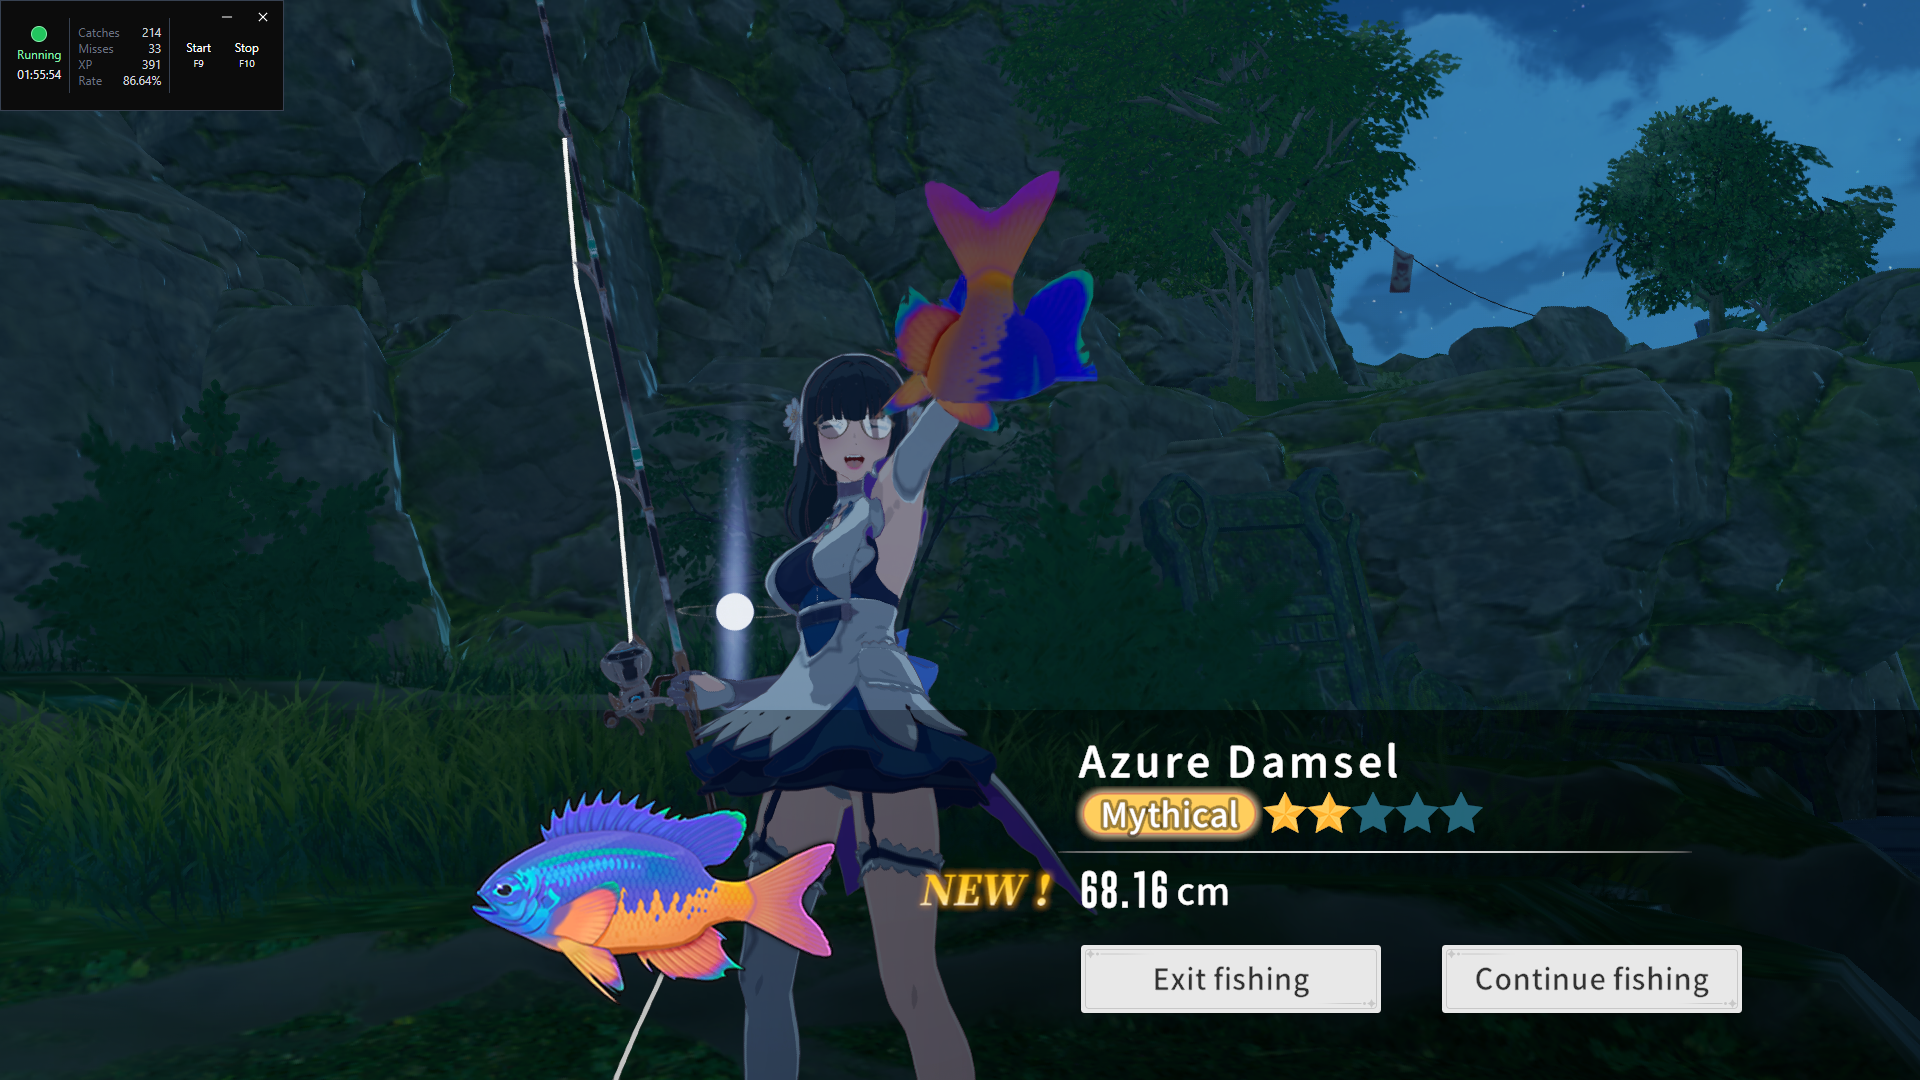 Running
01:55:54
Catches 214
Misses 33
XP 391
Rate 86.64%
Start
F9
Stop
F10
Azure Damsel
Mythical
NEW! 68.16 cm
Exit fishing
Continue fishing